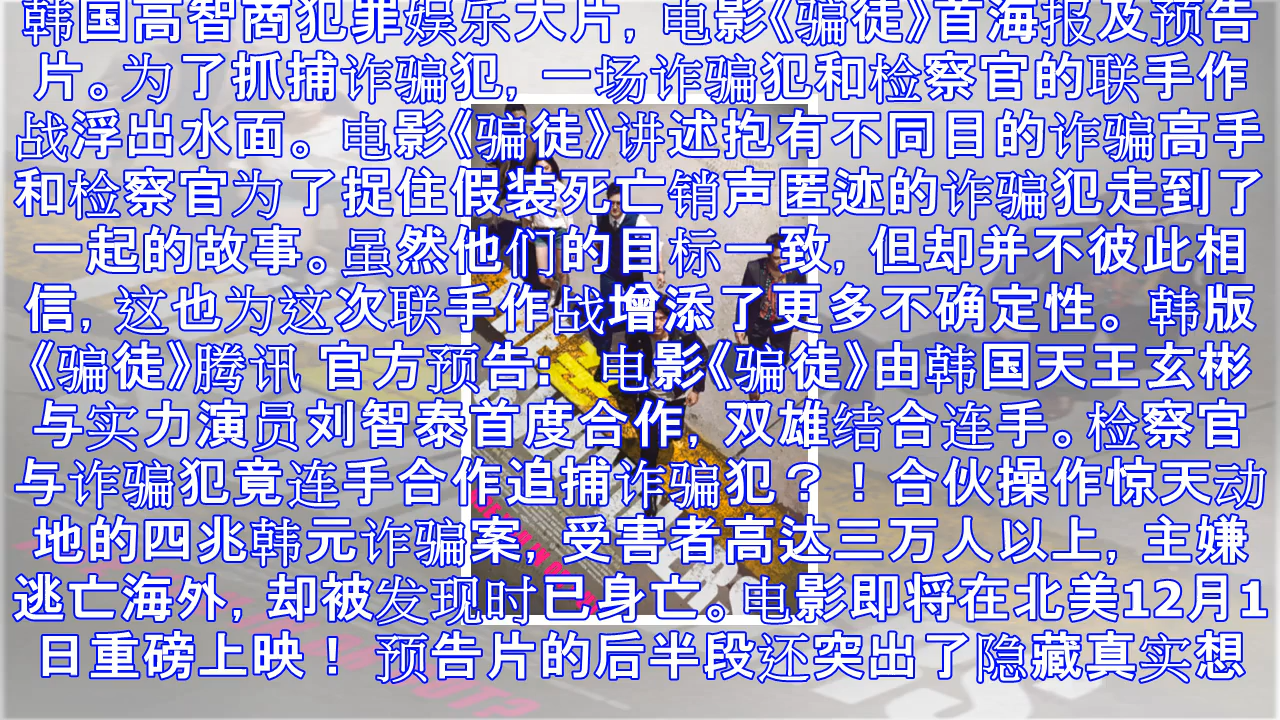 韩国高智商犯罪娱乐大片, 电影《骗徒》首海报及预告
片。为了抓捕诈骗犯, 一场诈骗犯和检察官的联手作
战浮出水面。电影《骗徒》讲述抱有不同目的诈骗高手
和检察官为了捉住假装死亡销声匿迹的诈骗犯走到了
一起的故事。虽然他们的目标一致, 但却并不彼此相
信, 这也为这次联手作战增添了更多不确定性。韩版
《骗徒》腾讯 官方预告: 电影《骗徒》由韩国天王玄彬
与实力演员刘智泰首度合作, 双雄结合连手。检察官
与诈骗犯竟连手合作追捕诈骗犯？！合伙操作惊天动
地的四兆韩元诈骗案, 受害者高达三万人以上, 主嫌
逃亡海外, 却被发现时已身亡。电影即将在北美12月1
日重磅上映！ 预告片的后半段还突出了隐藏真实想